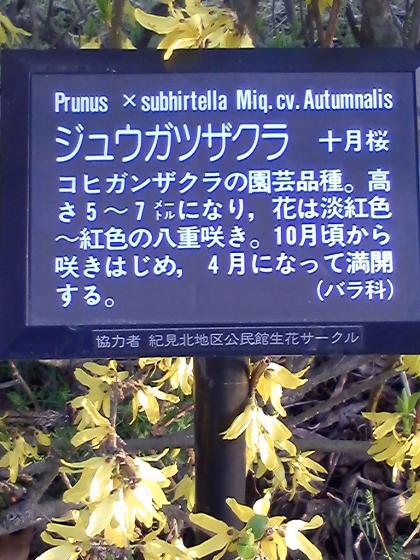 Prunus ×subhirtella Miq.cv.Autumnalis
ジュウガツザクラ 十月桜
コヒガンザクラの園芸品種。高
さ5～7㍍になり，花は淡紅色
～紅色の八重咲き。10月頃から
咲きはじめ，4月になって満開
する。 (バラ科)
協力者 紀見北地区公民館生花サークル